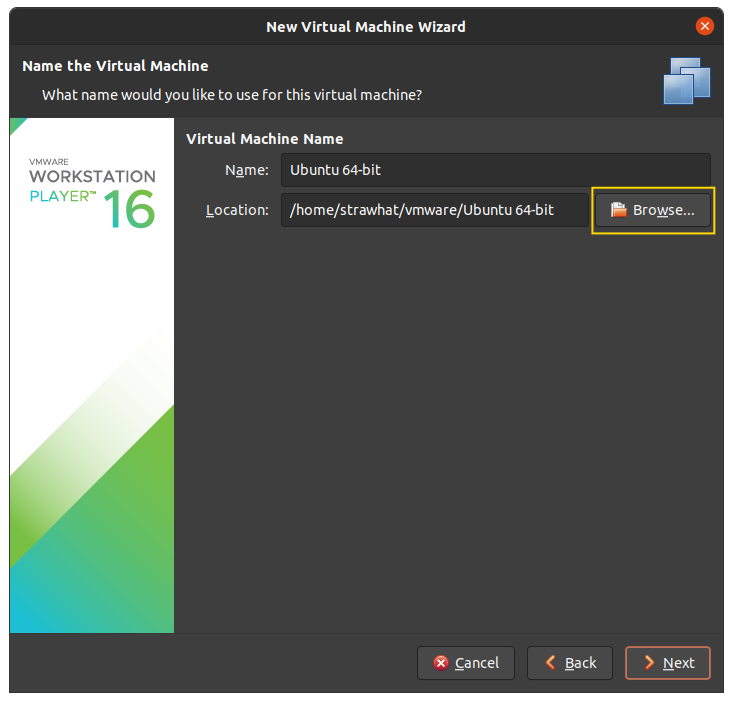 New Virtual Machine Wizard
Name the Virtual Machine
What name would you like to use for this virtual machine?
VMWARE
WORKSTATION
PLAYER™ 16
Virtual Machine Name
Name: Ubuntu 64-bit
Location: /home/strawhat/vmware/Ubuntu 64-bit Browse...
Cancel Back Next